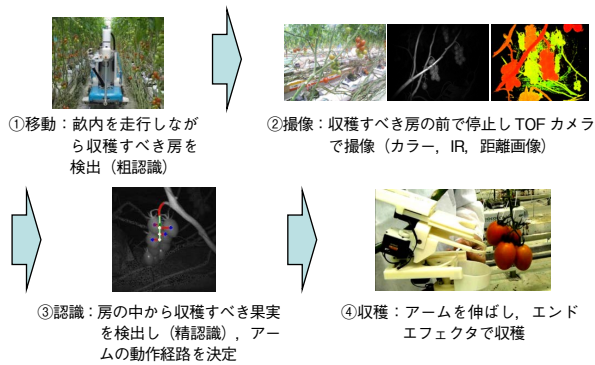 ①移動：畝内を走行しなが
ら収穫すべき房を
検出（粗認識）
②撮像：収穫すべき房の前で停止しTOFカメラ
で撮像（カラー，IR，距離画像）
③認識：房の中から収穫すべき果実
を検出し（精認識），アー
ムの動作経路を決定
④収穫：アームを伸ばし，エンド
エフェクタで収穫